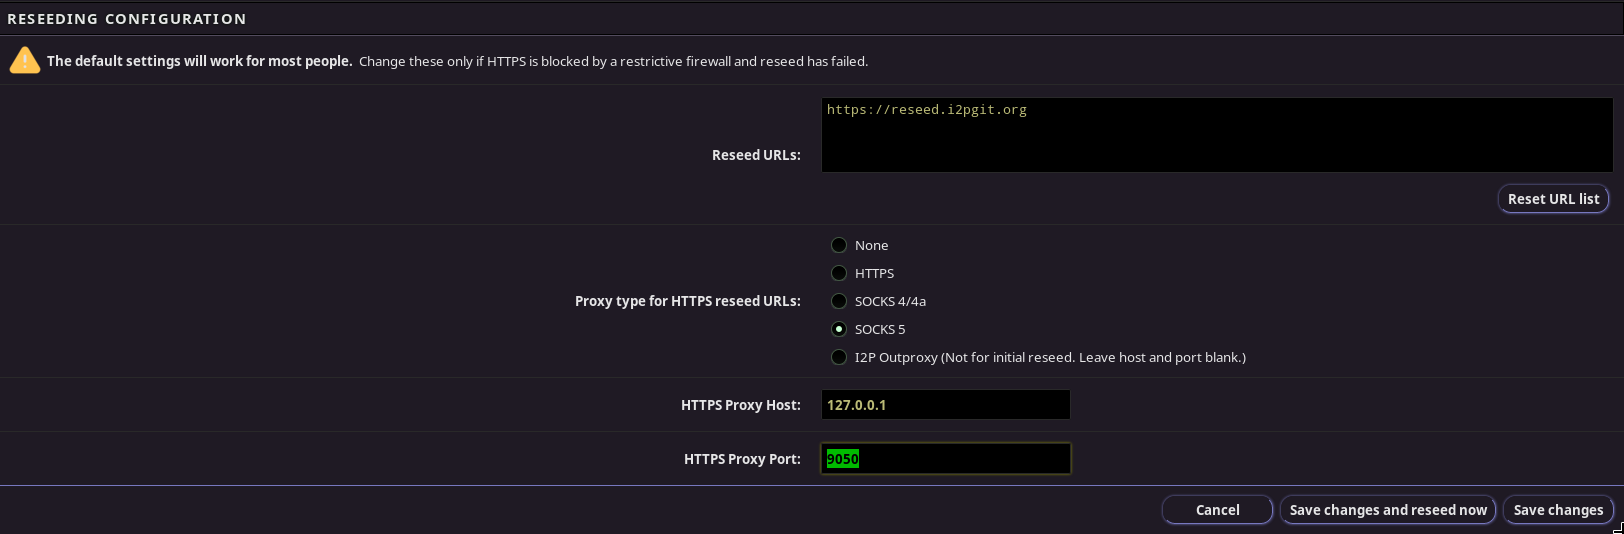 RESEEDING CONFIGURATION
The default settings will work for most people. Change these only if HTTPS is blocked by a restrictive firewall and reseed has failed.
Reseed URLs:
https://reseed.i2pgit.org
Reset URL list
Proxy type for HTTPS reseed URLs:
None
HTTPS
SOCKS 4/4a
SOCKS 5
I2P Outproxy (Not for initial reseed. Leave host and port blank.)
HTTPS Proxy Host:
127.0.0.1
HTTPS Proxy Port:
9050
Cancel
Save changes and reseed now
Save changes